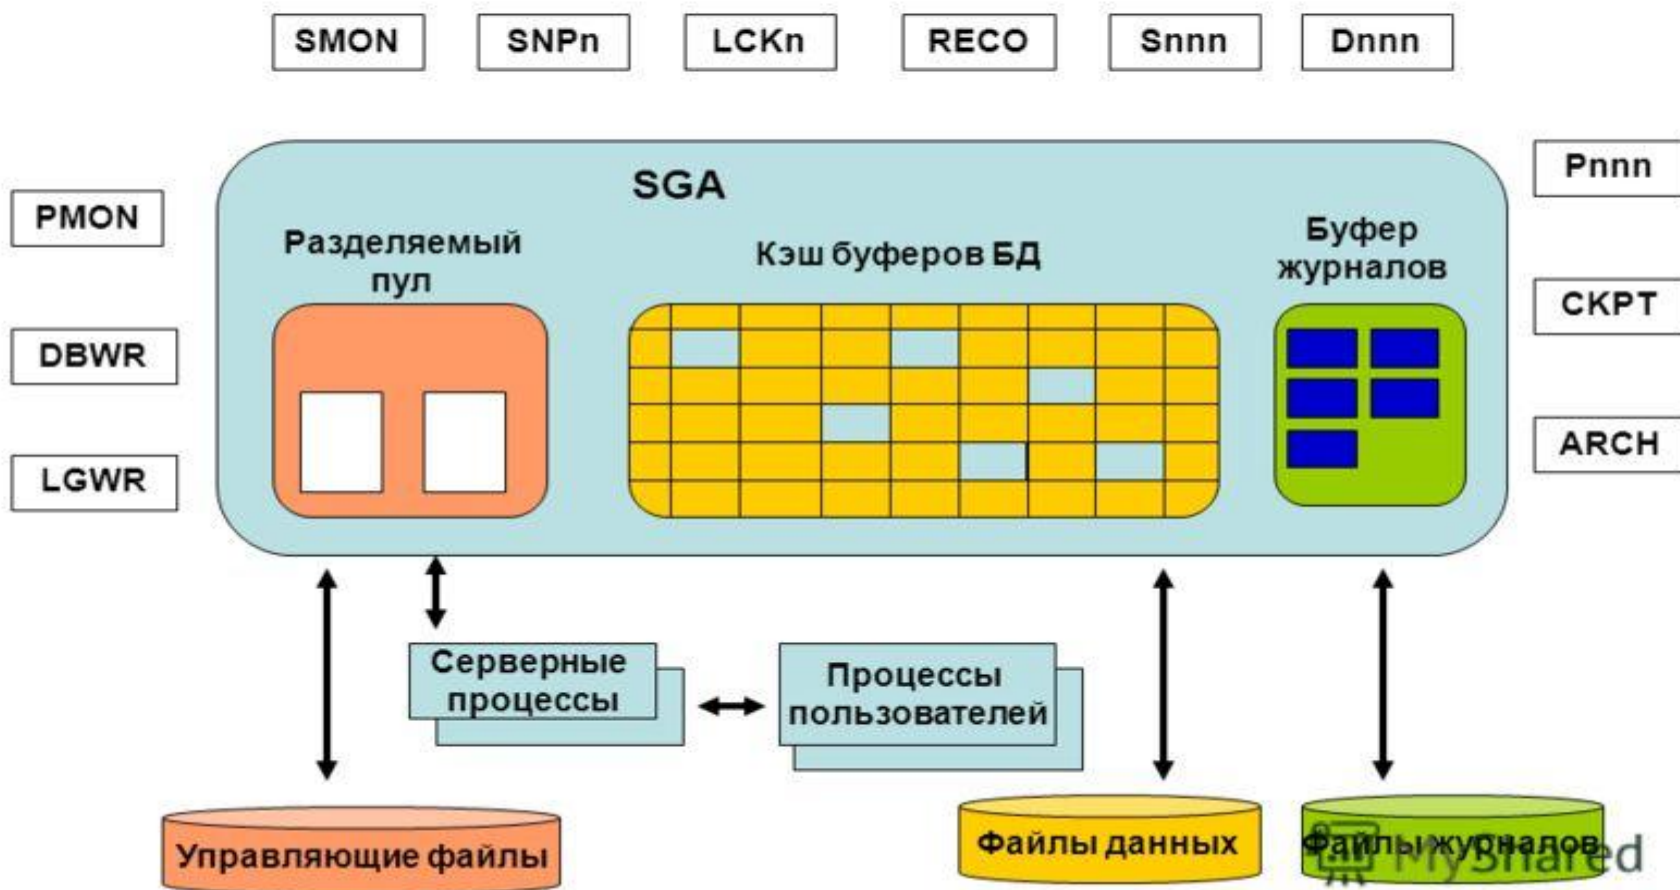 SMON
SNPn
LCKn
RECO
Snnn
Dnnn
SGA
Pnnn
PMON
Разделяемый
пул
Кэш буферов БД
Буфер
журналов
CKPT
DBWR
ARCH
LGWR
Серверные
процессы
Процессы
пользователей
Управляющие файлы
Файлы данных
Файлы журналов
MyShared